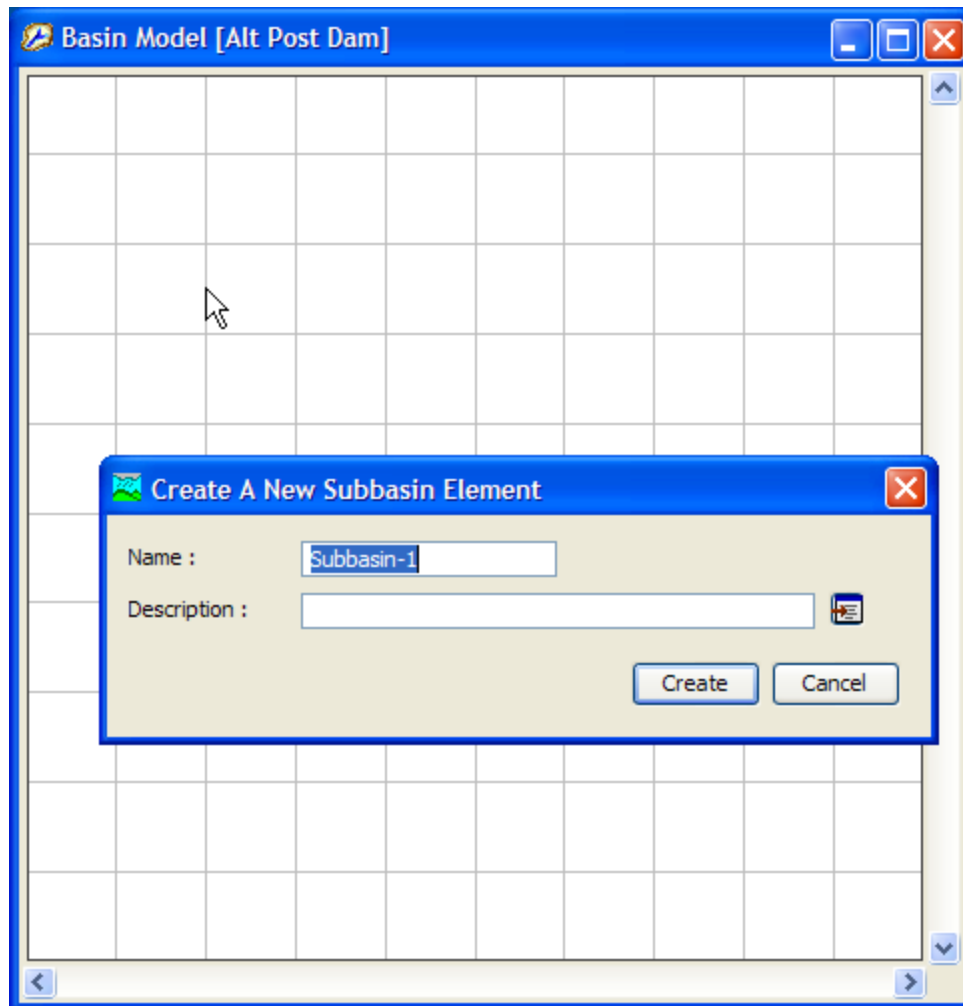 Basin Model [Alt Post Dam]
Create A New Subbasin Element
Name : Subbasin-1
Description :
Create Cancel